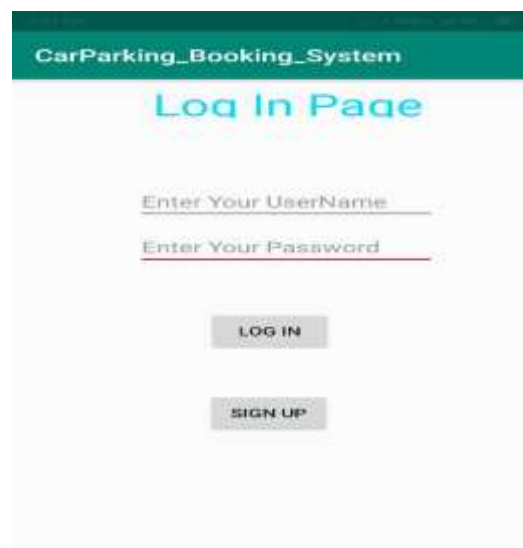 CarParking_Booking_System
Log In Page
Enter Your UserName
Enter Your Password
LOG IN
SIGN UP